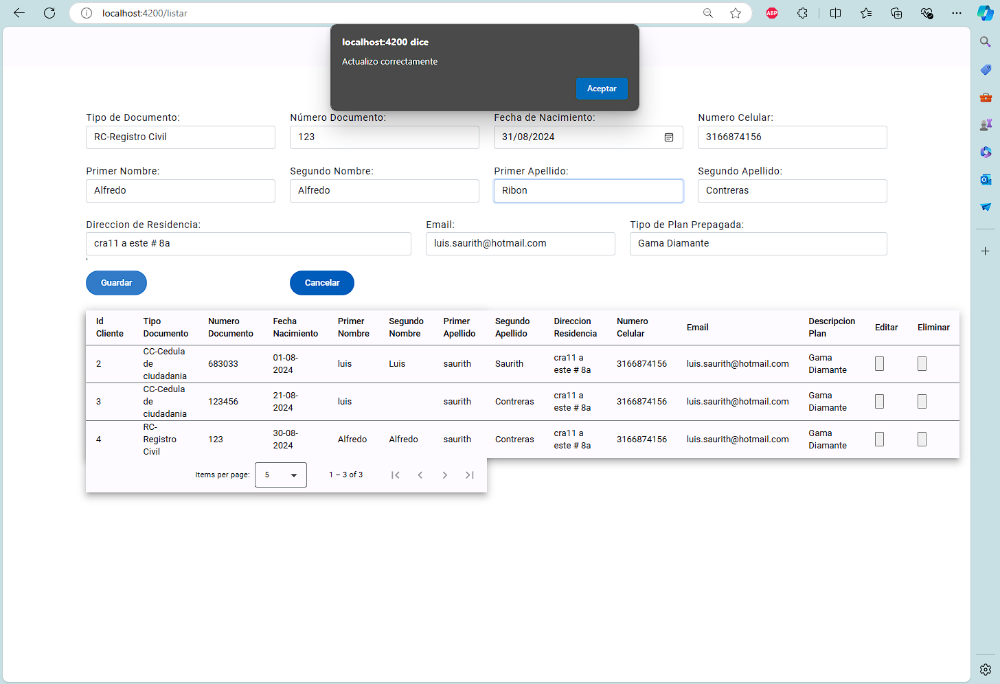 localhost:4200/listar
ABP
localhost:4200 dice
Actualizo correctamente
Aceptar
Tipo de Documento:
Número Documento:
Fecha de Nacimiento:
Numero Celular:
RC-Registro Civil
123
31/08/2024
3166874156
Primer Nombre:
Segundo Nombre:
Primer Apellido:
Segundo Apellido:
Alfredo
Alfredo
Ribon
Contreras
Direccion de Residencia:
Email:
Tipo de Plan Prepagada:
cra11 a este # 8a
luis.saurith@hotmail.com
Gama Diamante
Guardar
Cancelar
Id Cliente
Tipo Documento
Numero Documento
Fecha Nacimiento
Primer Nombre
Segundo Nombre
Primer Apellido
Segundo Apellido
Direccion Residencia
Numero Celular
Email
Descripcion Plan
Editar
Eliminar
2
CC-Cedula de ciudadania
683033
01-08-2024
luis
Luis
saurith
Saurith
cra11 a este # 8a
3166874156
luis.saurith@hotmail.com
Gama Diamante
3
CC-Cedula de ciudadania
123456
21-08-2024
luis
saurith
Contreras
cra11 a este # 8a
3166874156
luis.saurith@hotmail.com
Gama Diamante
4
RC-Registro Civil
123
30-08-2024
Alfredo
Alfredo
saurith
Contreras
cra11 a este # 8a
3166874156
luis.saurith@hotmail.com
Gama Diamante
Items per page:
5
1 – 3 of 3